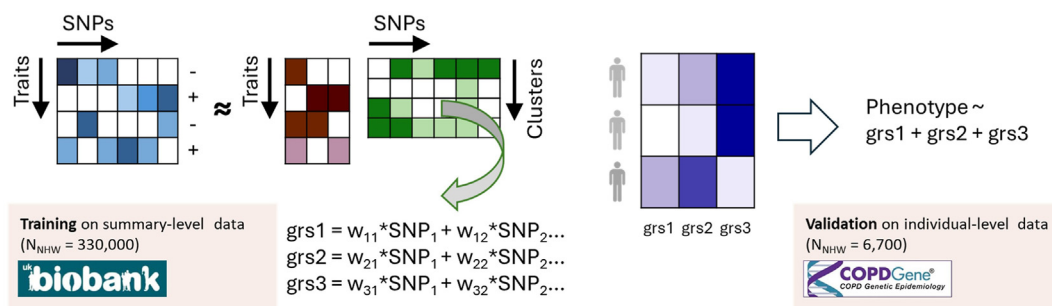 SNPs
SNPs
Traits
-
+
-
+
≈
Traits
Clusters
Phenotype ~
grs1 + grs2 + grs3
grs1 grs2 grs3
Training on summary-level data
(N_NHW = 330,000)
uk biobank
grs1 = w₁₁*SNP₁ + w₁₂*SNP₂...
grs2 = w₂₁*SNP₁ + w₂₂*SNP₂...
grs3 = w₃₁*SNP₁ + w₃₂*SNP₂...
Validation on individual-level data
(N_NHW = 6,700)
COPDGene®
COPD Genetic Epidemiology